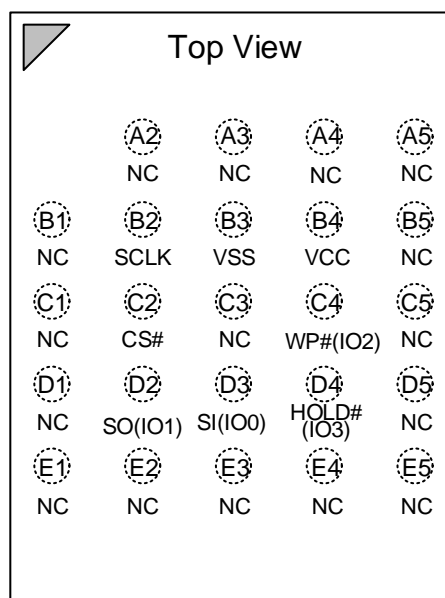 Top View
A2 A3 A4 A5
NC NC NC NC
B1 B2 B3 B4 B5
NC SCLK VSS VCC NC
C1 C2 C3 C4 C5
NC CS# NC WP#(IO2) NC
D1 D2 D3 D4 D5
NC SO(IO1) SI(IO0) HOLD# NC
(IO3)
E1 E2 E3 E4 E5
NC NC NC NC NC